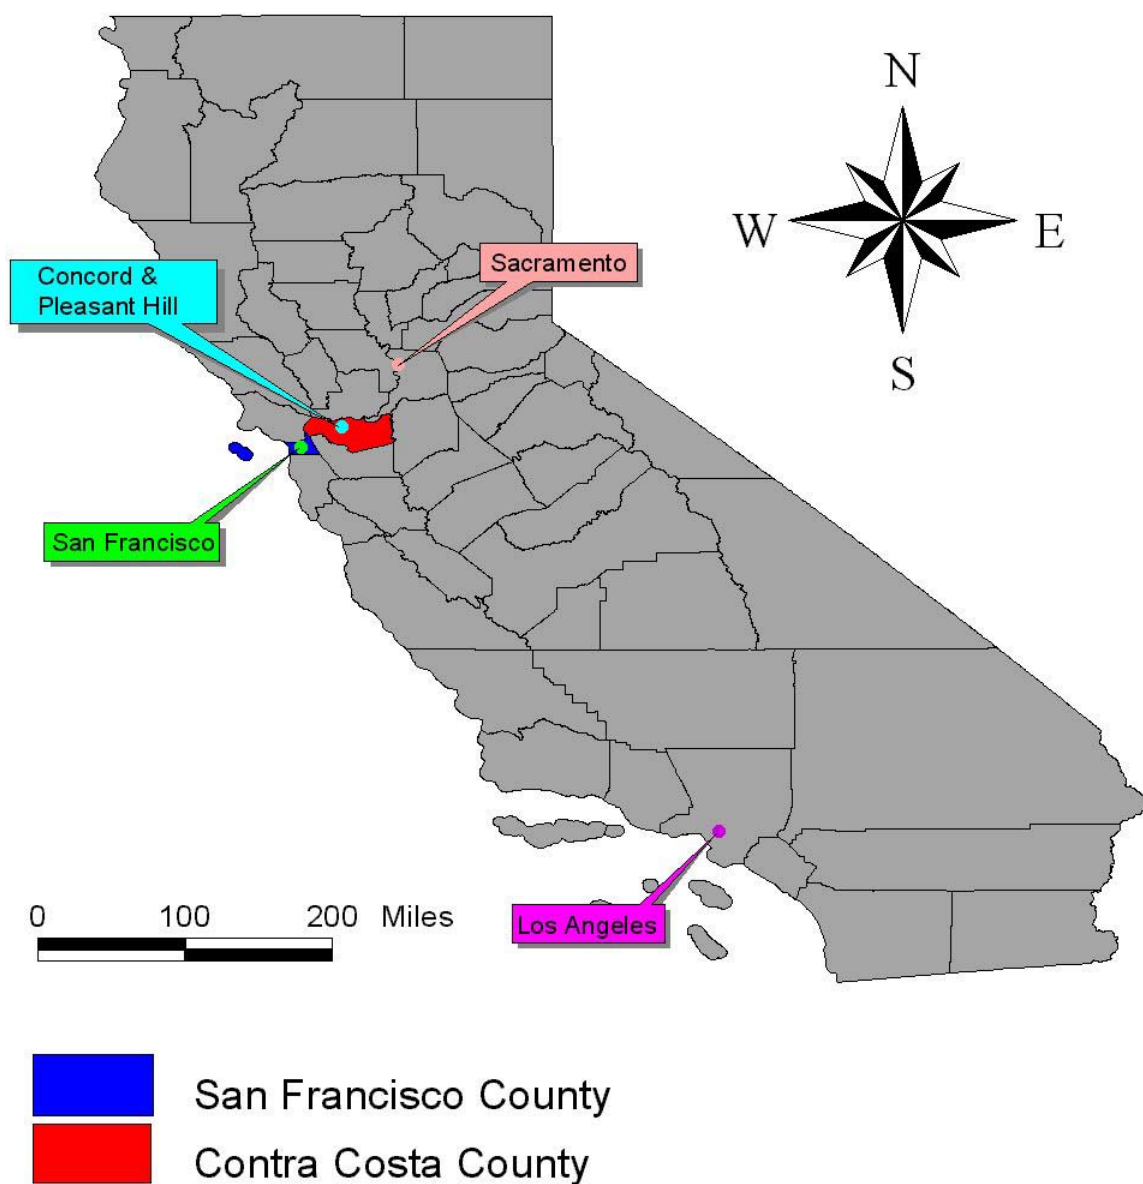 N
W
E
S
Sacramento
Concord &
Pleasant Hill
San Francisco
Los Angeles
0 100 200 Miles
San Francisco County
Contra Costa County